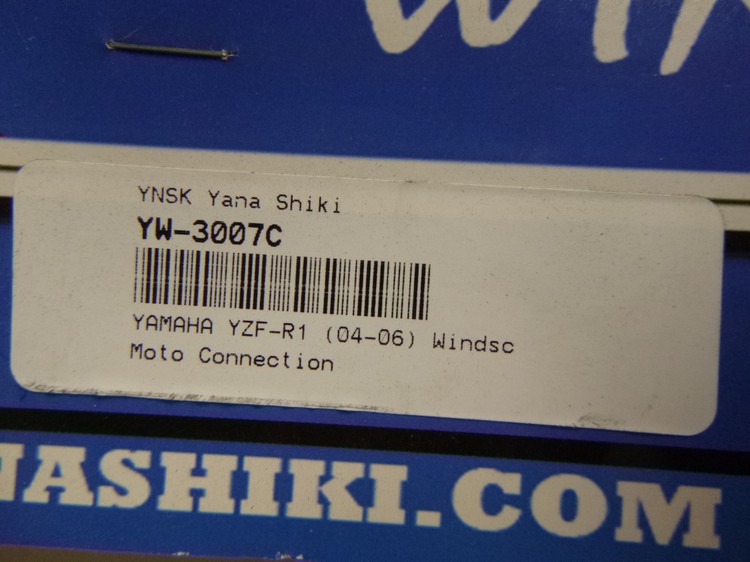 YNSK Yana Shiki
YW-3007C
YAMAHA YZF-R1 (04-06) Windsc
Moto Connection
NASHIKI.COM